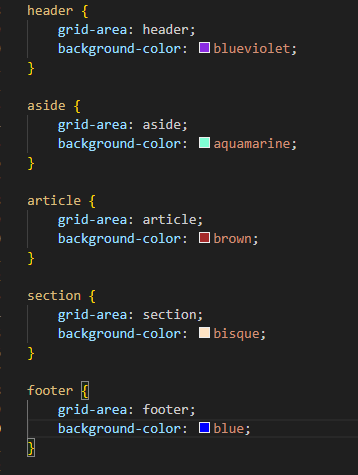 header {
    grid-area: header;
    background-color: blueviolet;
}
aside {
    grid-area: aside;
    background-color: aquamarine;
}
article {
    grid-area: article;
    background-color: brown;
}
section {
    grid-area: section;
    background-color: bisque;
}
footer {
    grid-area: footer;
    background-color: blue;
}